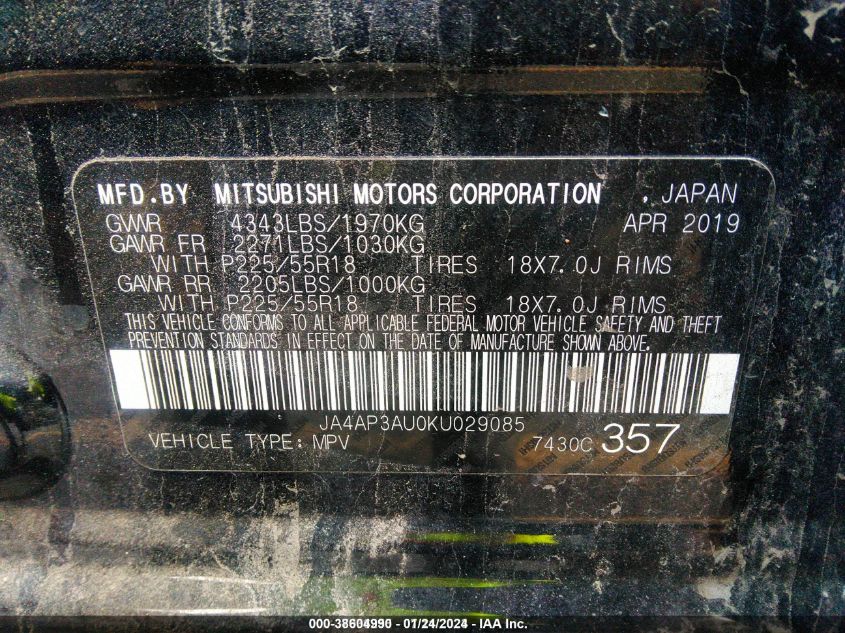 MFD.BY MITSUBISHI MOTORS CORPORATION , JAPAN
GVWR 4343LBS/1970KG APR 2019
GAWR FR 2271LBS/1030KG
WITH P225/55R18 TIRES 18X7.0J RIMS
GAWR RR 2205LBS/1000KG
WITH P225/55R18 TIRES 18X7.0J RIMS
THIS VEHICLE CONFORMS TO ALL APPLICABLE FEDERAL MOTOR VEHICLE SAFETY AND THEFT
PREVENTION STANDARDS IN EFFECT ON THE DATE OF MANUFACTURE SHOWN ABOVE.
JA4AP3AU0KU029085
VEHICLE TYPE: MPV 7430C 357
000-38604990 - 01/24/2024 - IAAI.COM